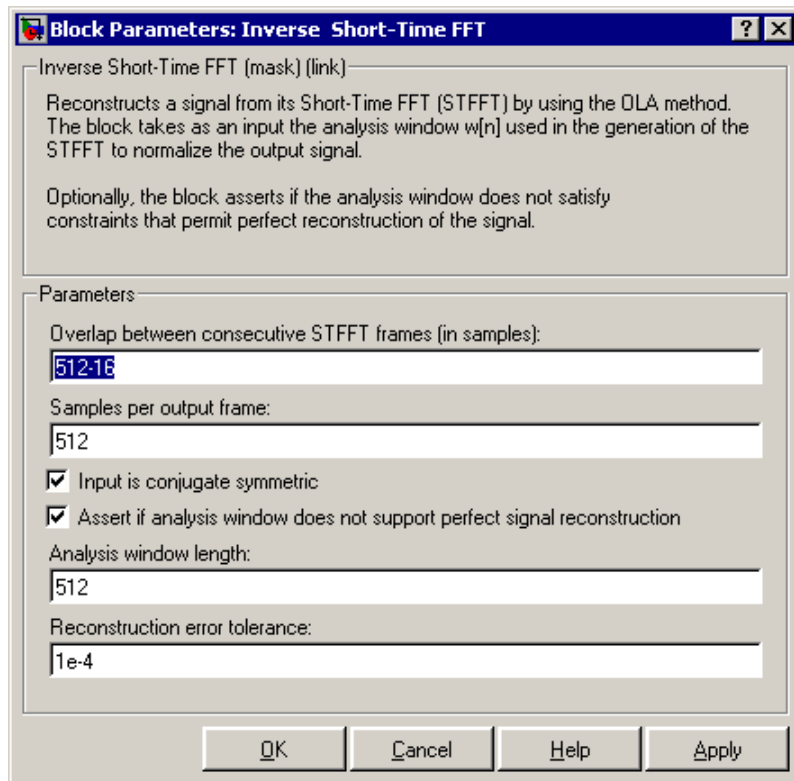 Block Parameters: Inverse  Short-Time FFT
Inverse Short-Time FFT (mask) (link)
Reconstructs a signal from its Short-Time FFT (STFFT) by using the OLA method.
The block takes as an input the analysis window w[n] used in the generation of the
STFFT to normalize the output signal.
Optionally, the block asserts if the analysis window does not satisfy
constraints that permit perfect reconstruction of the signal.
Parameters
Overlap between consecutive STFFT frames (in samples):
512-16
Samples per output frame:
512
Input is conjugate symmetric
Assert if analysis window does not support perfect signal reconstruction
Analysis window length:
512
Reconstruction error tolerance:
1e-4
OK Cancel Help Apply